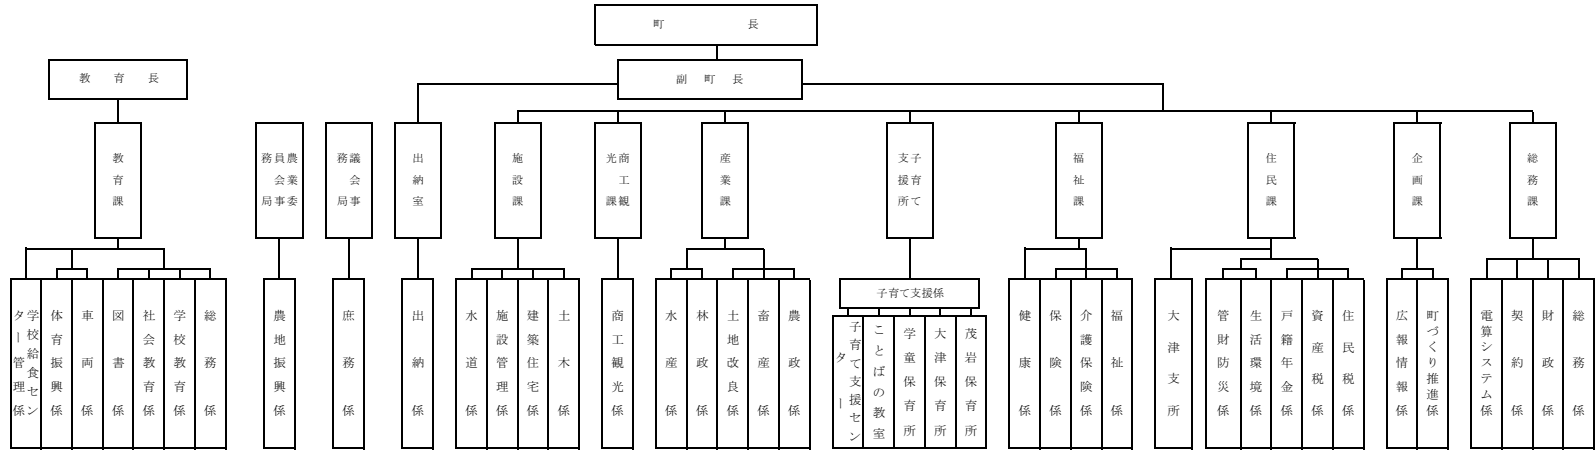 町長
副町長
教育長
教育課
農業委員会事務局
議会事務局
出納室
施設課
商工観光課
産業課
子育て支援所
福祉課
住民課
企画課
総務課
学校給食センター管理係
体育振興係
車両係
図書係
社会教育係
学校教育係
総務係
農地振興係
庶務係
出納係
水道係
施設管理係
建築住宅係
土木係
商工観光係
水産係
林政係
土地改良係
畜産係
農政係
子育て支援係
子育て支援センター
ことばの教室
学童保育所
大津保育所
茂岩保育所
健康係
保険係
介護保険係
福祉係
大津支所
管財防災係
生活環境係
戸籍年金係
資産税係
住民税係
広報情報係
町づくり推進係
電算システム係
契約係
財政係
総務係